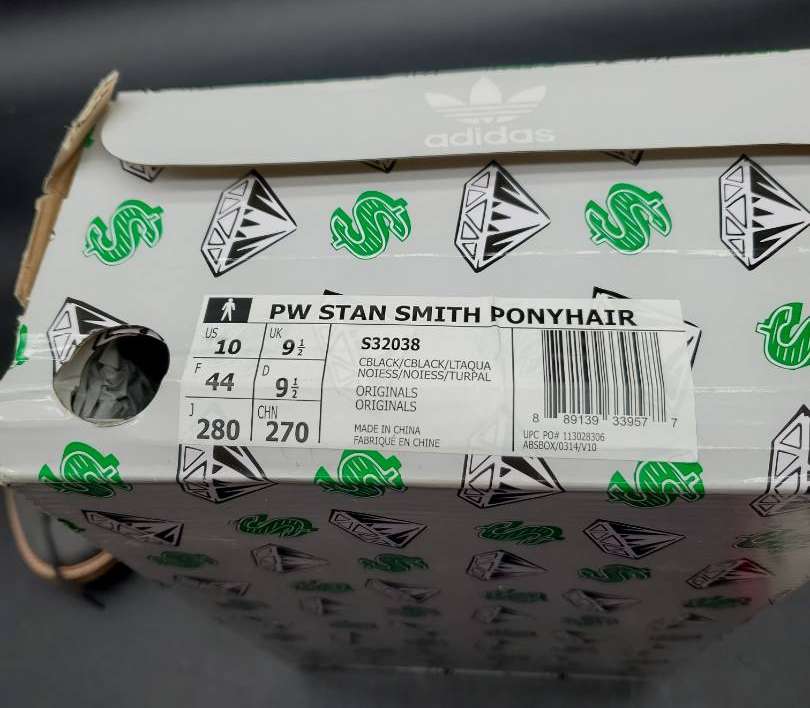 adidas
PW STAN SMITH PONYHAIR
US 10
UK 9 1/2
F 44
D 9 1/2
J 280
CHN 270
S32038
CBLACK/CBLACK/LTAQUA
NOIESS/NOIESS/TURPAL
ORIGINALS
ORIGINALS
MADE IN CHINA
FABRIQUÉ EN CHINE
8 89139 33957 7
UPC PO# 113028306
ABSBOX/0314/V10